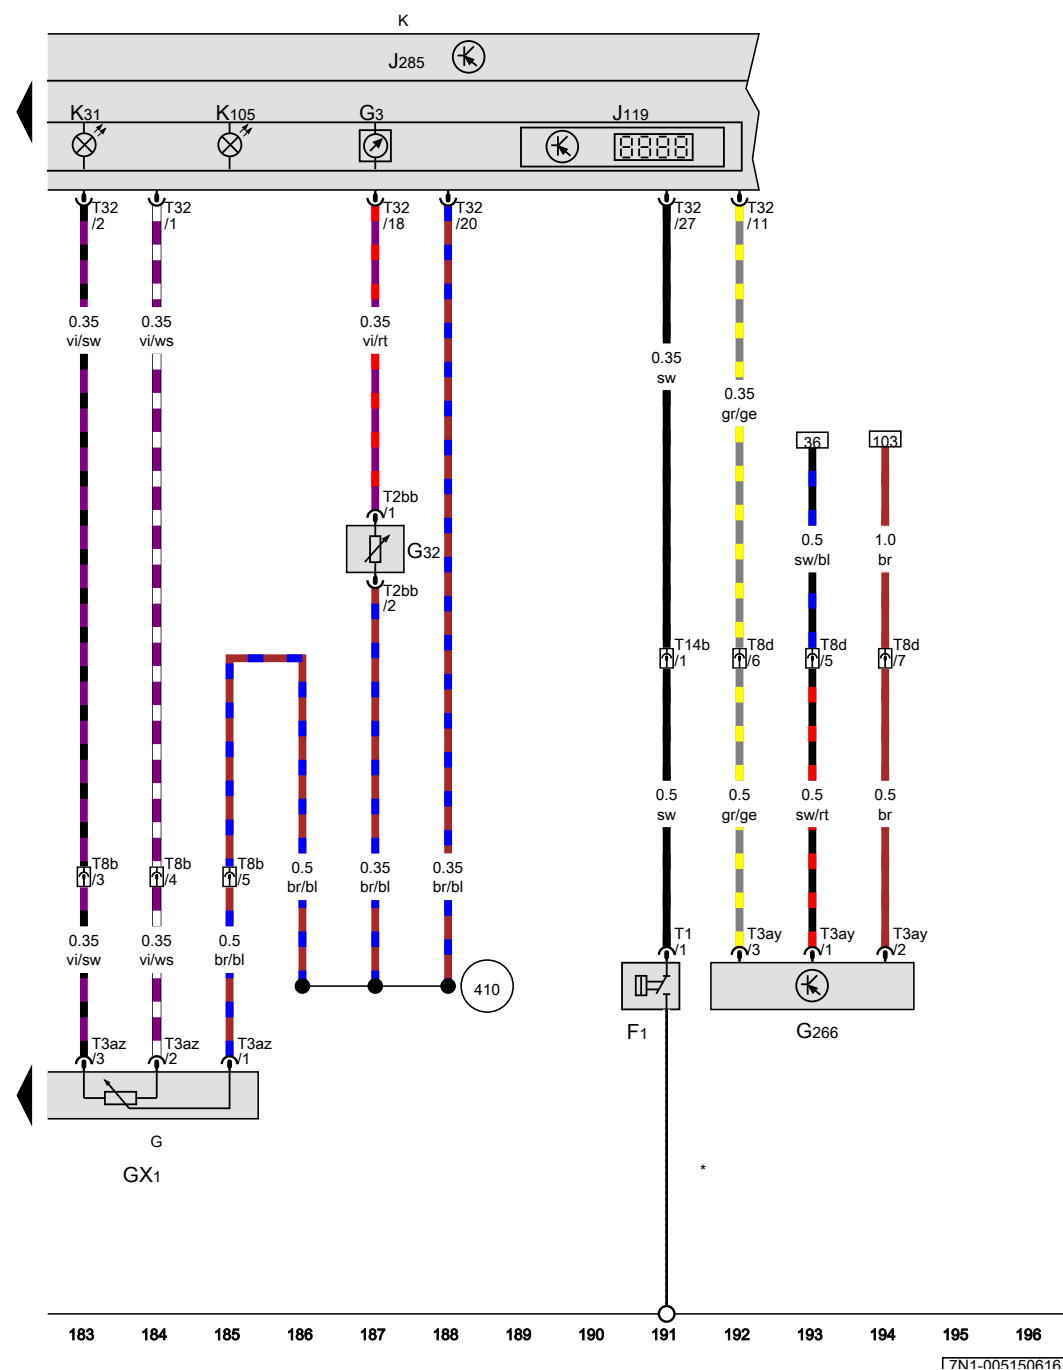 K
J285
K31 K105 G3 J119
8888
T32 T32 T32 T32 T32 T32
/2 /1 /18 /20 /27 /11
0.35 0.35 0.35
vi/sw vi/ws vi/rt
0.35
sw
0.35
gr/ge
36 103
T2bb
/1
0.5 1.0
sw/bl br
G32
T2bb
/2
T14b T8d T8d T8d
/1 /6 /5 /7
0.5 0.5 0.5 0.5
sw gr/ge sw/rt br
T8b T8b T8b
/3 /4 /5
0.5 0.35 0.35
br/bl br/bl br/bl
0.35 0.35 0.5
vi/sw vi/ws br/bl
T1 T3ay T3ay T3ay
/1 /3 /1 /2
410
F1 G266
T3az T3az T3az
/3 /2 /1
G
GX1
*
183 184 185 186 187 188 189 190 191 192 193 194 195 196
7N1-005150616